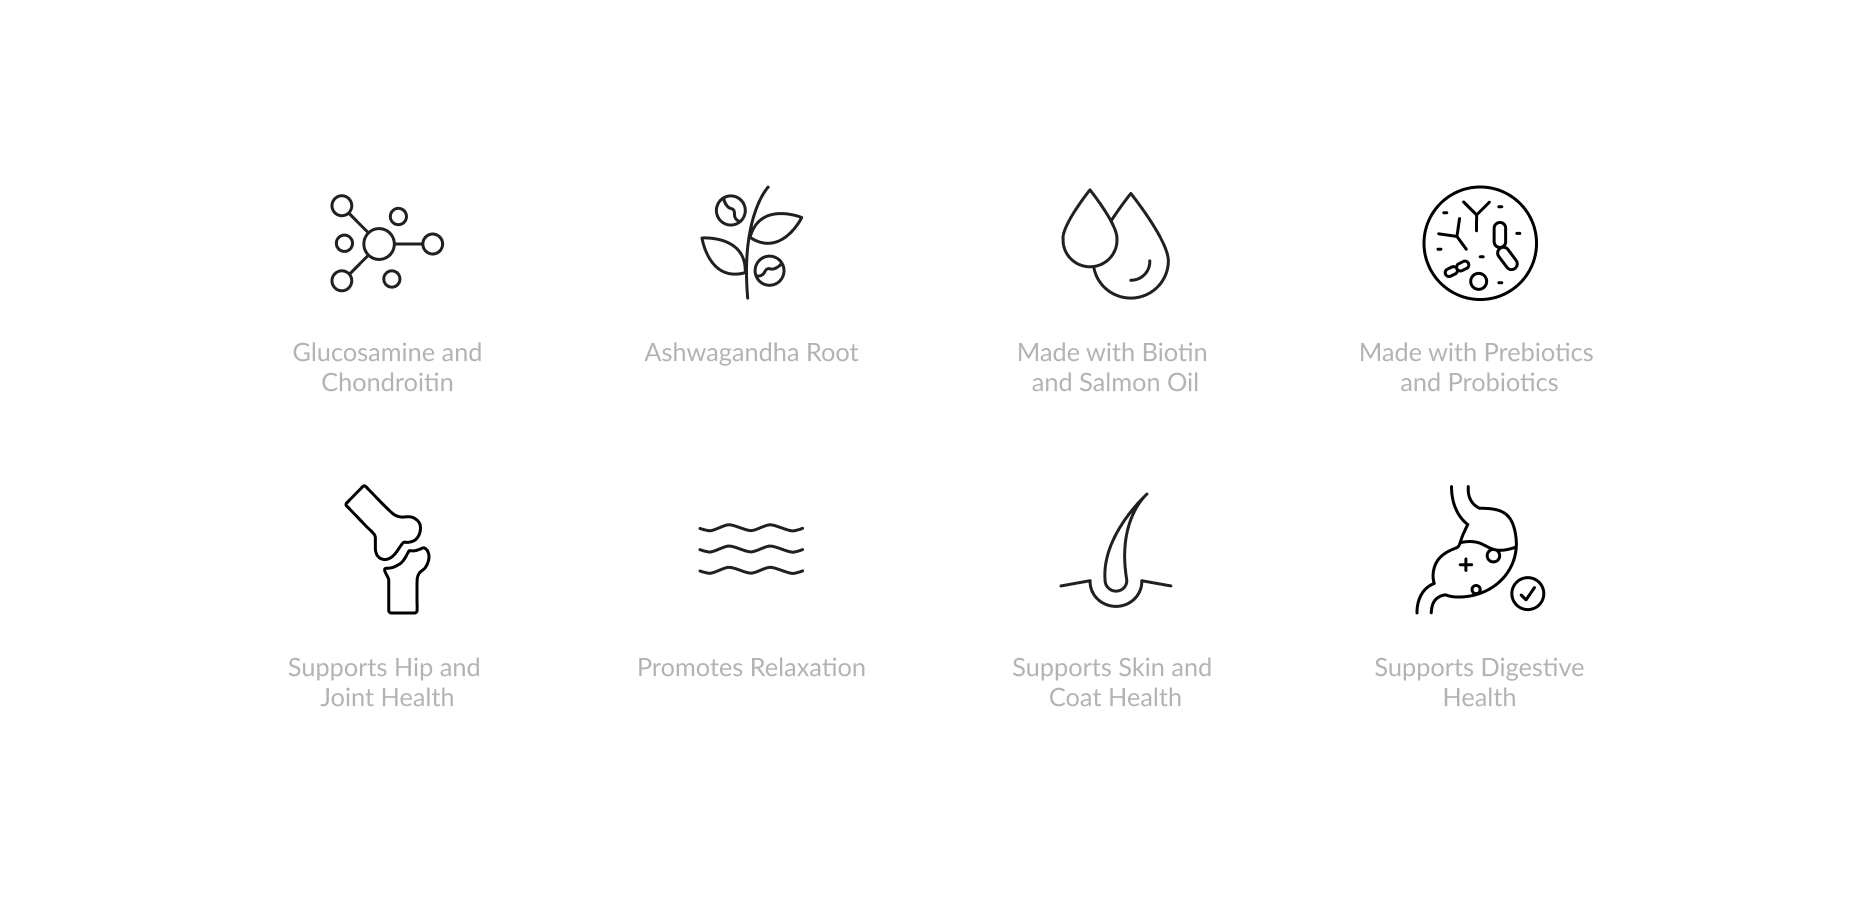 Glucosamine and
Chondroitin
Ashwagandha Root
Made with Biotin
and Salmon Oil
Made with Prebiotics
and Probiotics
Supports Hip and
Joint Health
Promotes Relaxation
Supports Skin and
Coat Health
Supports Digestive
Health